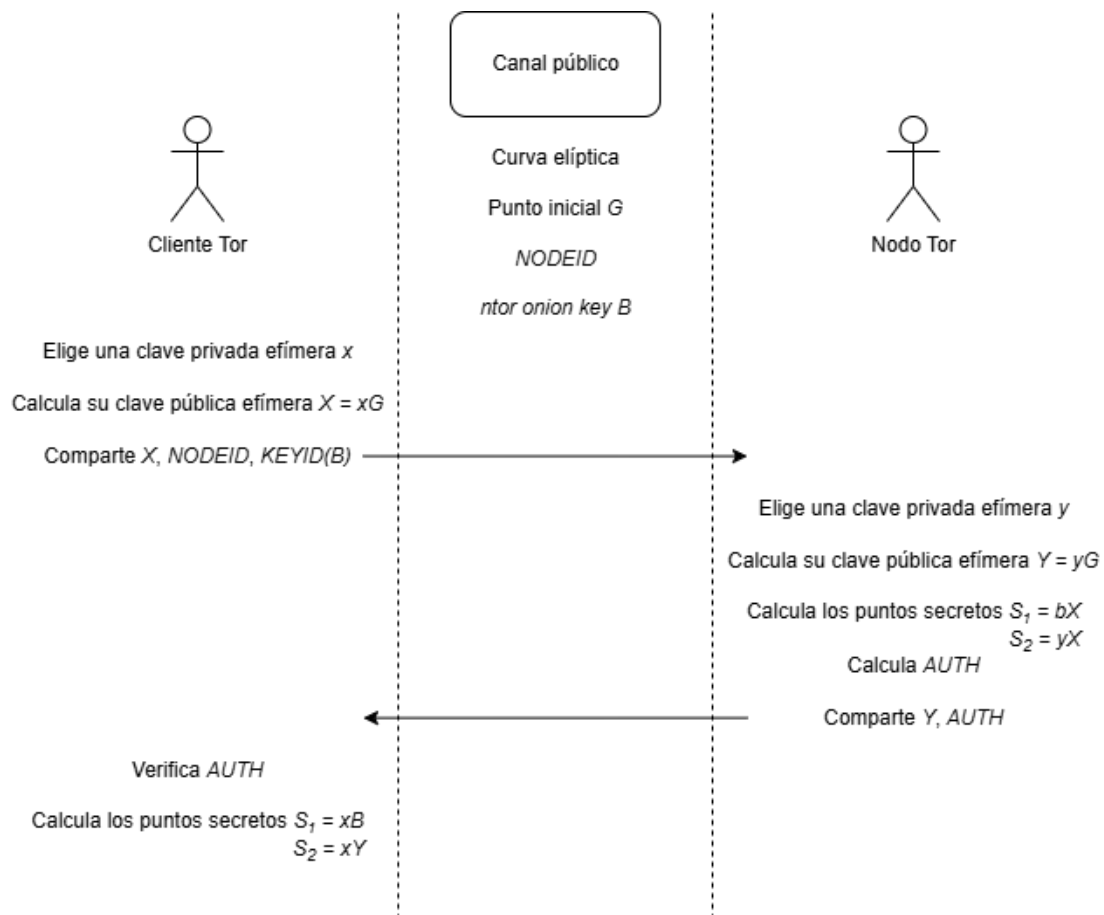 Canal público
Curva elíptica
Punto inicial G
NODEID
ntor onion key B
Cliente Tor
Nodo Tor
Elige una clave privada efímera x
Calcula su clave pública efímera X = xG
Comparte X, NODEID, KEYID(B)
Elige una clave privada efímera y
Calcula su clave pública efímera Y = yG
Calcula los puntos secretos S₁ = bX
S₂ = yX
Calcula AUTH
Comparte Y, AUTH
Verifica AUTH
Calcula los puntos secretos S₁ = xB
S₂ = xY